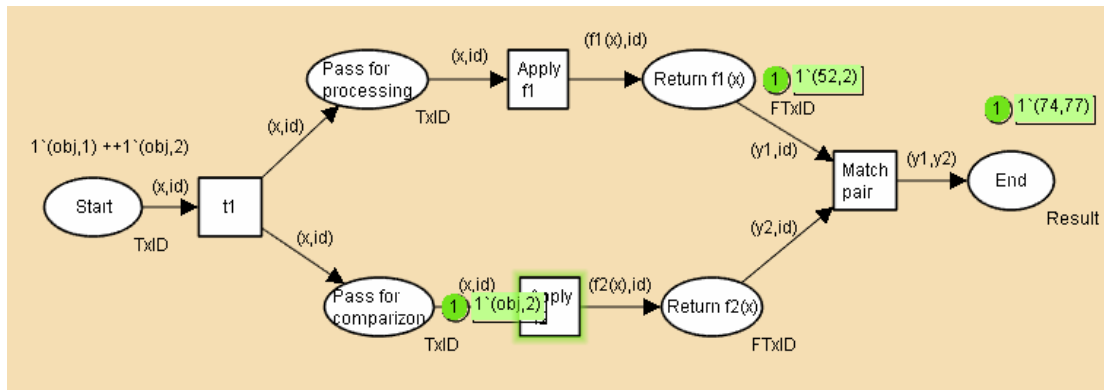 (x,id)
(f1(x),id)
Pass for
processing
Apply
f1
Return f1(x)
1
1`(52,2)
TxID
FTxID
1
1`(74,77)
(x,id)
1`(obj,1) ++1`(obj,2)
(y1,id)
(x,id)
Match
pair
(y1,y2)
Start
t1
End
TxID
Result
(x,id)
(y2,id)
(x,id)
(f2(x),id)
Pass for
comparizon
1
1`(obj,2)
Return f2(x)
TxID
FTxID